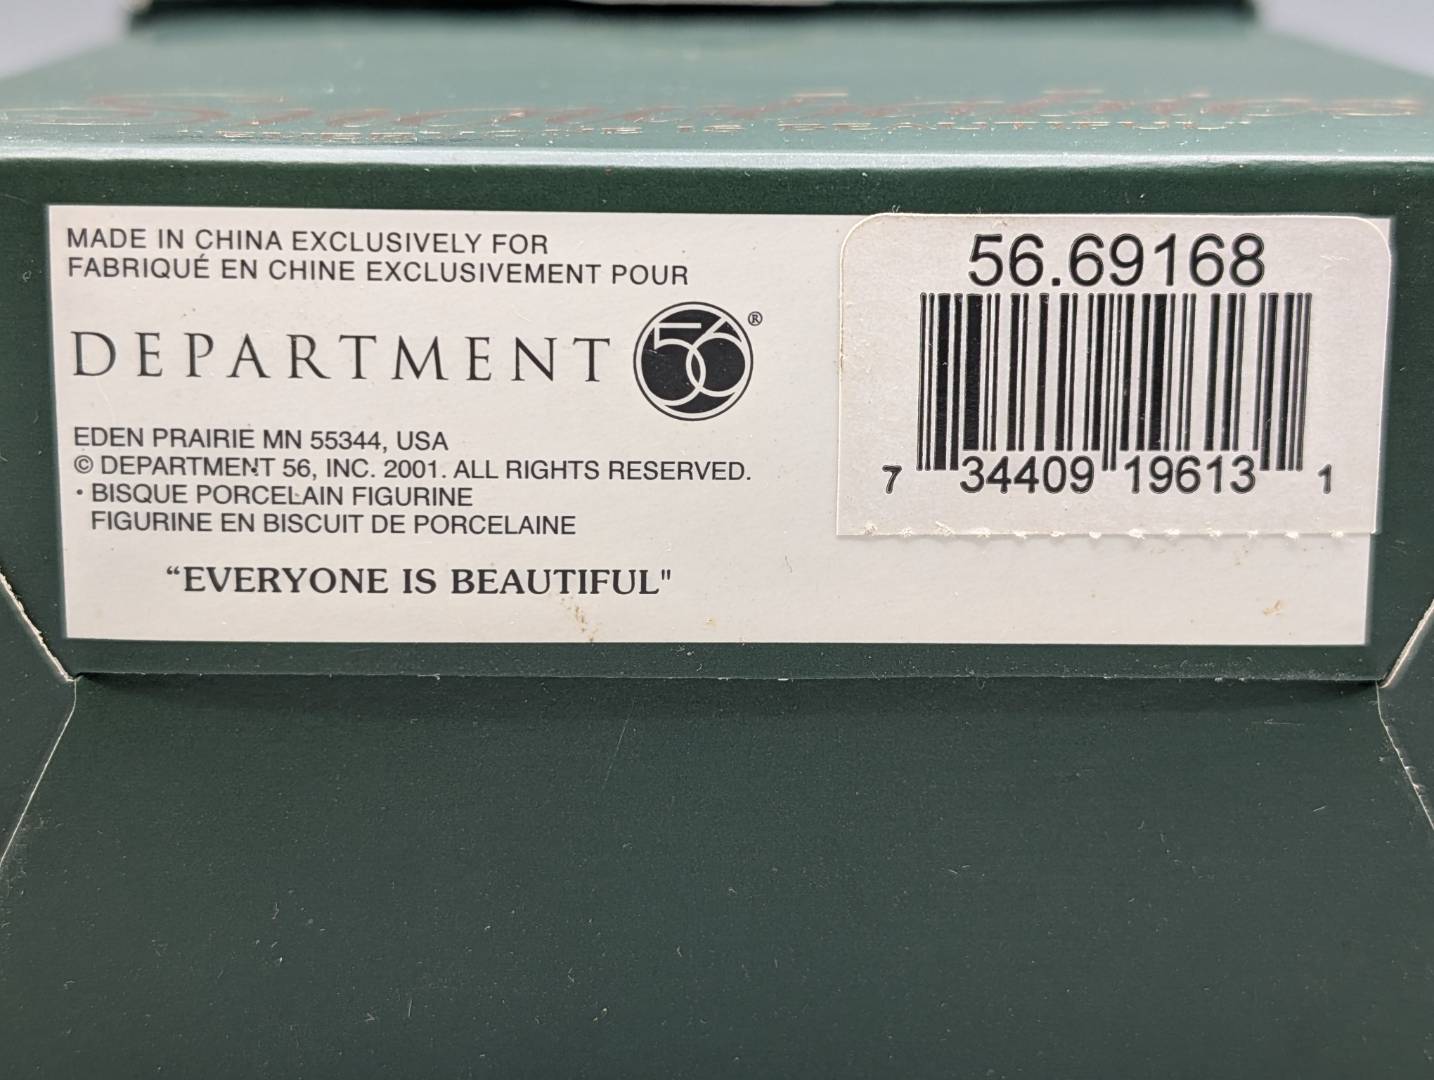 Snowbabies
MADE IN CHINA EXCLUSIVELY FOR
FABRIQUÉ EN CHINE EXCLUSIVEMENT POUR
DEPARTMENT 56®
EDEN PRAIRIE MN 55344, USA
© DEPARTMENT 56, INC. 2001. ALL RIGHTS RESERVED.
• BISQUE PORCELAIN FIGURINE
FIGURINE EN BISCUIT DE PORCELAINE
“EVERYONE IS BEAUTIFUL"
56.69168
7 34409 19613 1